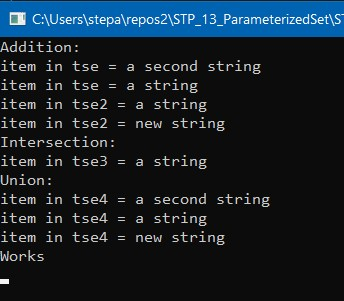 C:\Users\stepa\repos2\STP_13_ParameterizedSet\ST
Addition:
item in tse = a second string
item in tse = a string
item in tse2 = a string
item in tse2 = new string
Intersection:
item in tse3 = a string
Union:
item in tse4 = a second string
item in tse4 = a string
item in tse4 = new string
Works